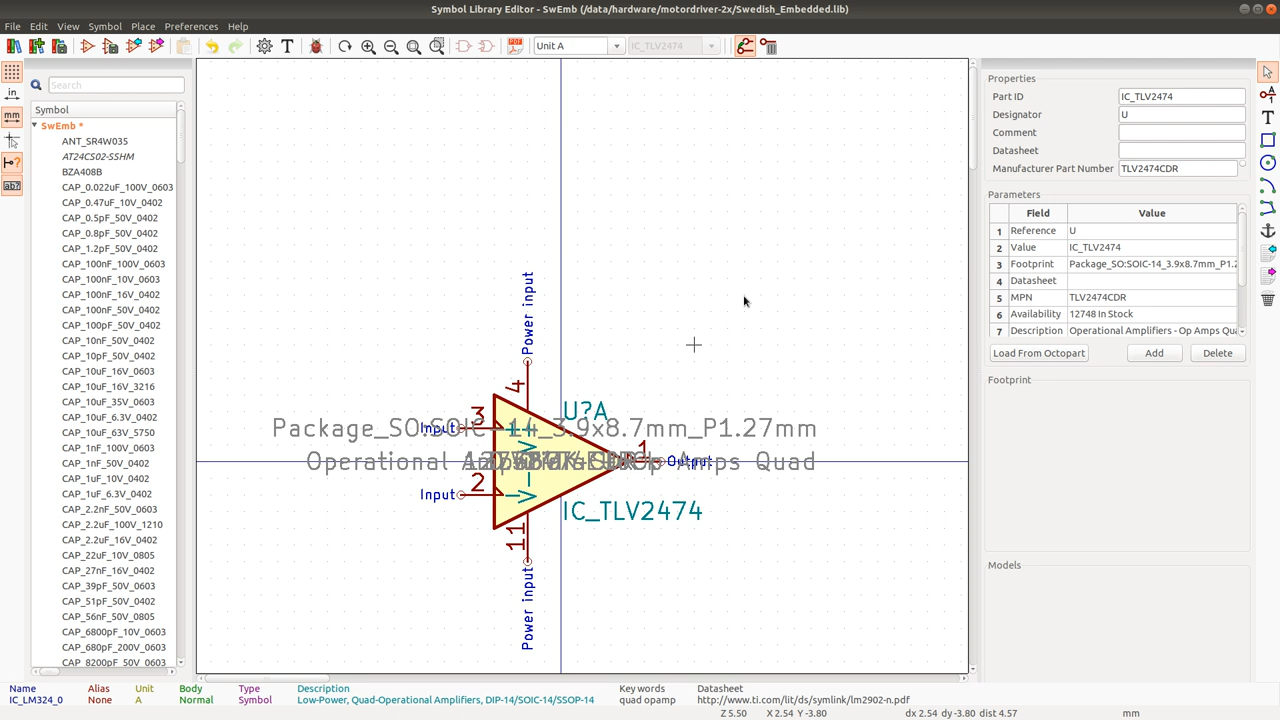 Symbol Library Editor - SwEmb (/data/hardware/motordriver-2x/Swedish_Embedded.lib)
File Edit View Symbol Place Preferences Help
Unit A
IC_TLV2474
in
mm
ab?
Search
Symbol
SwEmb *
ANT_SR4W035
AT24CS02-SSHM
BZA408B
CAP_0.022uF_100V_0603
CAP_0.47uF_10V_0402
CAP_0.5pF_50V_0402
CAP_0.8pF_50V_0402
CAP_1.2pF_50V_0402
CAP_100nF_100V_0603
CAP_100nF_10V_0603
CAP_100nF_16V_0402
CAP_100nF_50V_0402
CAP_100pF_50V_0402
CAP_10nF_50V_0402
CAP_10pF_50V_0402
CAP_10uF_16V_0603
CAP_10uF_16V_3216
CAP_10uF_35V_0603
CAP_10uF_6.3V_0402
CAP_10uF_63V_5750
CAP_1nF_100V_0603
CAP_1nF_50V_0402
CAP_1uF_10V_0402
CAP_1uF_6.3V_0402
CAP_2.2nF_50V_0603
CAP_2.2uF_100V_1210
CAP_2.2uF_16V_0402
CAP_22uF_10V_0805
CAP_27nF_16V_0402
CAP_39pF_50V_0603
CAP_51pF_50V_0402
CAP_56nF_50V_0805
CAP_6800pF_10V_0603
CAP_680pF_200V_0603
CAP_8200pF_50V_0603
Power input
4
U?A
3
Input
Package_SO:SOIC-14_3.9x8.7mm_P1.27mm
Operational Amps Quad
1
Output
2
Input
V+
V-
IC_TLV2474
11
Power input
Properties
Part ID IC_TLV2474
Designator U
Comment
Datasheet
Manufacturer Part Number TLV2474CDR
Parameters
Field Value
1 Reference U
2 Value IC_TLV2474
3 Footprint Package_SO:SOIC-14_3.9x8.7mm_P1.2
4 Datasheet
5 MPN TLV2474CDR
6 Availability 12748 In Stock
7 Description Operational Amplifiers - Op Amps Qua
Load From Octopart Add Delete
Footprint
Models
Name Alias Unit Body Type Description Key words Datasheet
IC_LM324_0 None A Normal Symbol Low-Power, Quad-Operational Amplifiers, DIP-14/SOIC-14/SSOP-14 quad opamp http://www.ti.com/lit/ds/symlink/lm2902-n.pdf
Z 5.50 X 2.54 Y -3.80 dx 2.54 dy -3.80 dist 4.57 mm